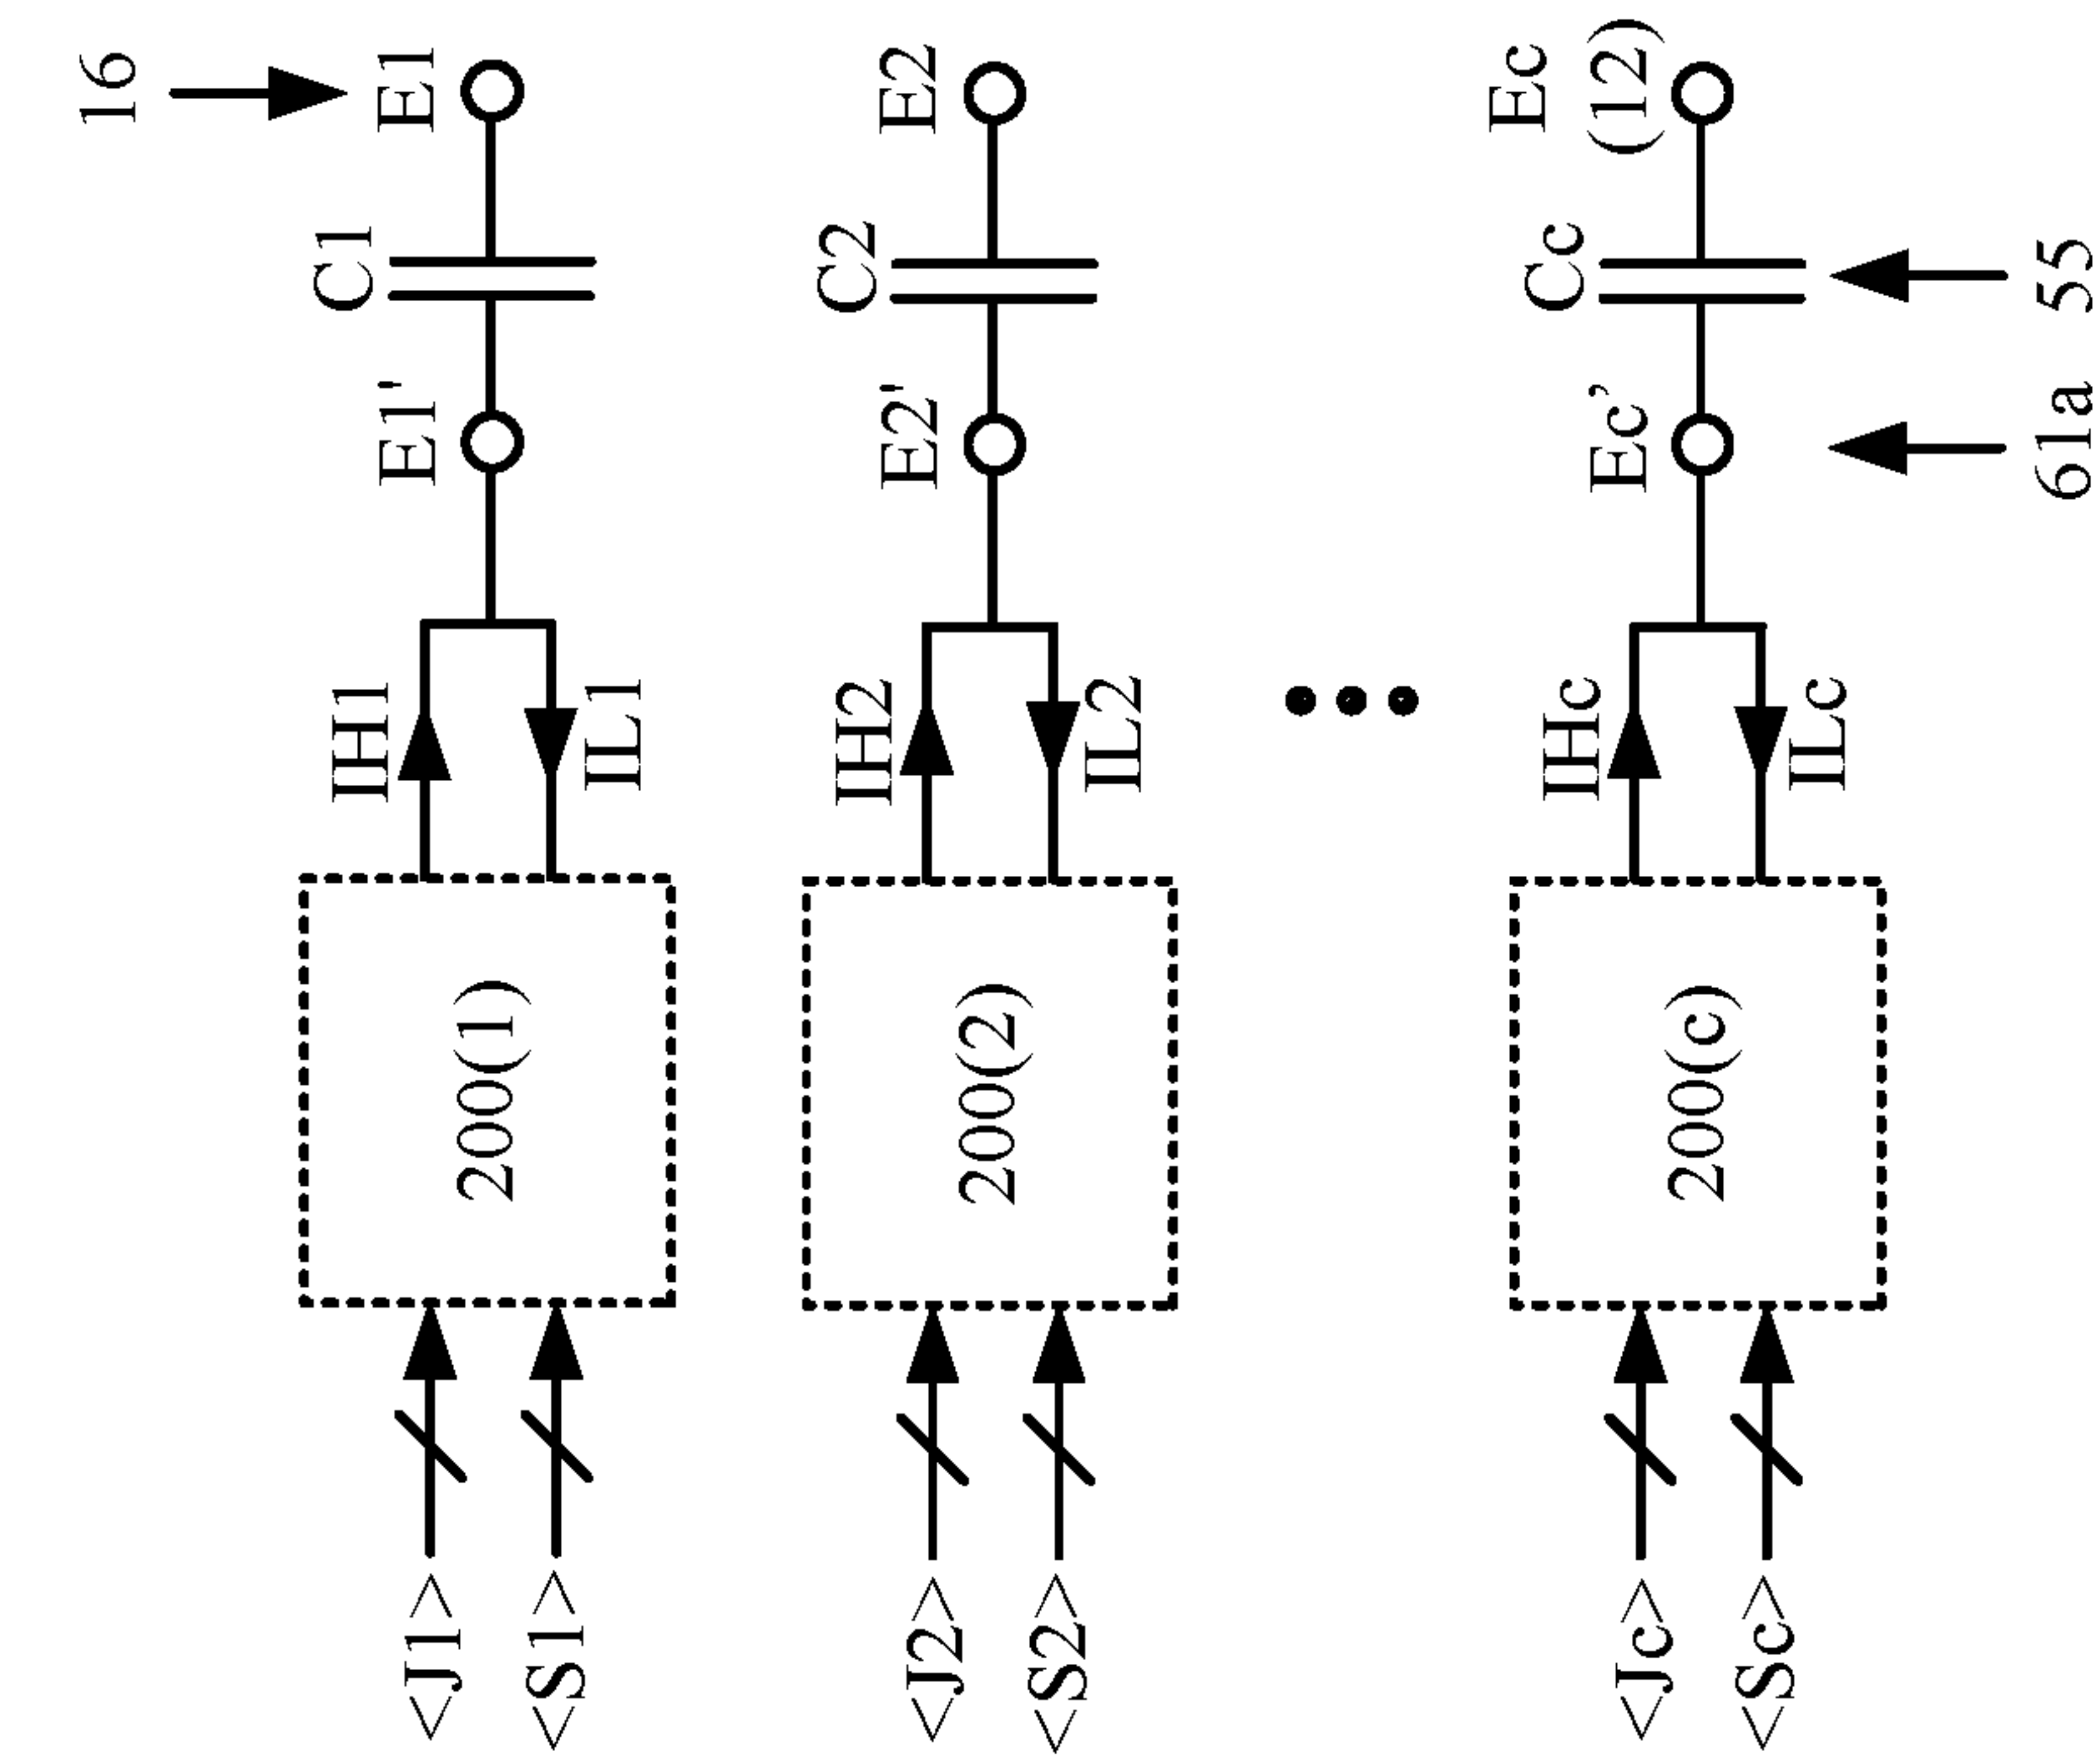 16
<J1>
<S1>
200(1)
IH1
IL1
E1'
C1
E1
<J2>
<S2>
200(2)
IH2
IL2
E2'
C2
E2
<Jc>
<Sc>
200(c)
IHc
ILc
Ec’
Cc
Ec
(12)
61a
55